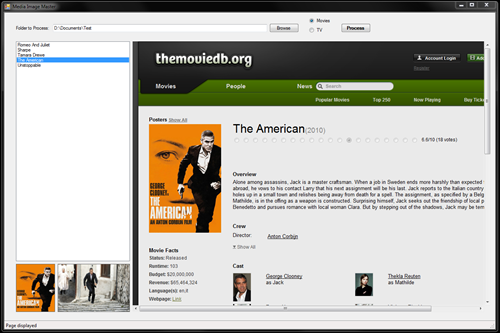 Media Image Master
Folder to Process:
D:\Documents\Test
Browse
Movies
TV
Process
Romeo And Juliet
Sharpe
Tamara Drewe
The American
Unstoppable
themoviedb.org
Account Login
Movies
People
News
Search
Popular Movies
Top 250
Now Playing
Buy Ticke
Posters Show All
GEORGE
CLOONEY
THE
AMERICAN
AN ANTON CORBIJN FILM
The American (2010)
6.6/10 (18 votes)
Overview
Alone among assassins, Jack is a master craftsman. When a job in Sweden ends more harshly than expected
abroad, he vows to his contact Larry that his next assignment will be his last. Jack reports to the Italian country
holes up in a small town and relishes being away from death for a spell. The assignment, as specified by a Belg
Mathilde, is in the offing as a weapon is constructed. Surprising himself, Jack seeks out the friendship of local p
Benedetto and pursues romance with local woman Clara. But by stepping out of the shadows, Jack may be tem
Crew
Director: Anton Corbijn
Show All
Movie Facts
Status: Released
Runtime: 103
Budget: $20,000,000
Revenue: $55,464,324
Language(s): en,it
Webpage: Link
Cast
George Clooney
as Jack
Thekla Reuten
as Mathilde
Page displayed